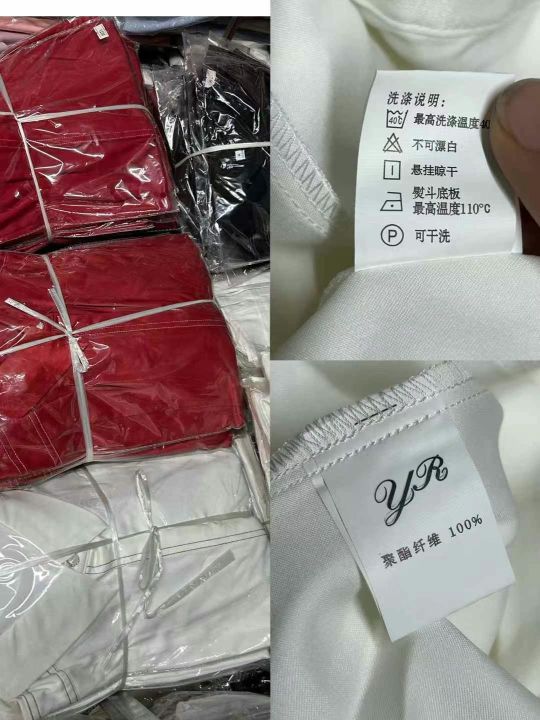 洗涤说明:
40℃ 最高洗涤温度40
不可漂白
悬挂晾干
熨斗底板
最高温度110℃
P 可干洗
YR
聚酯纤维 100%